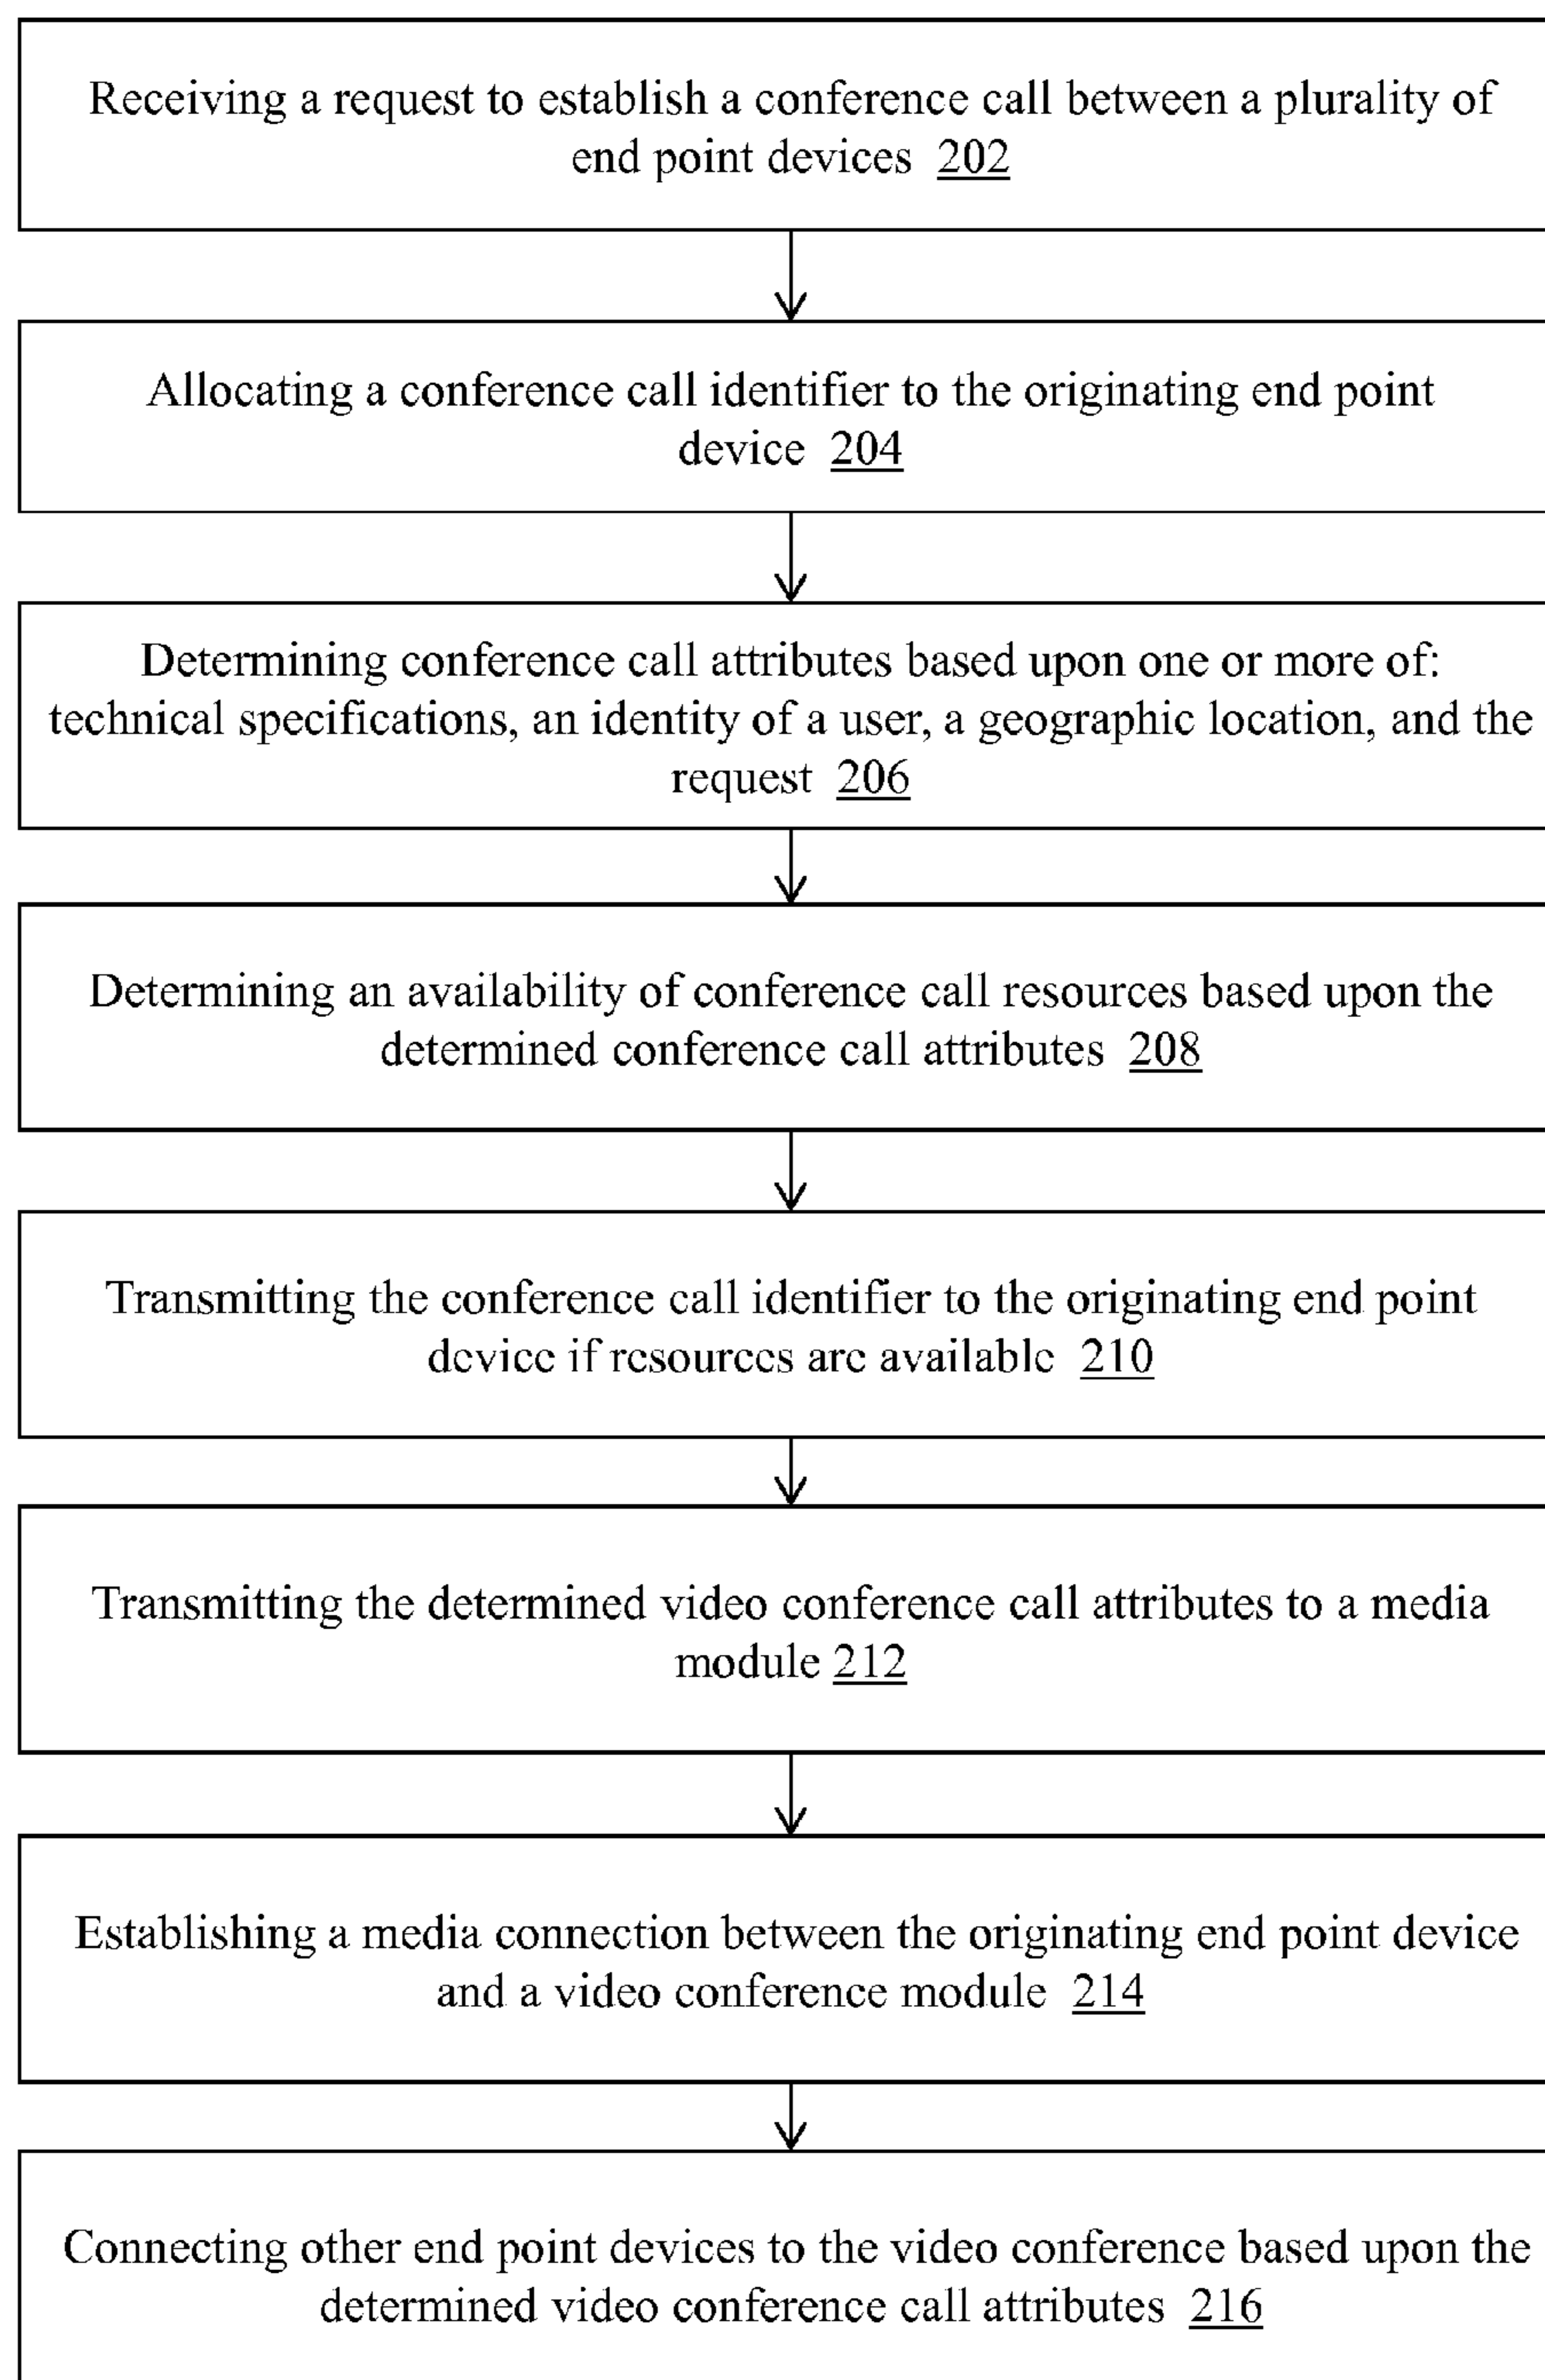 Receiving a request to establish a conference call between a plurality of
end point devices 202
Allocating a conference call identifier to the originating end point
device 204
Determining conference call attributes based upon one or more of:
technical specifications, an identity of a user, a geographic location, and the
request 206
Determining an availability of conference call resources based upon the
determined conference call attributes 208
Transmitting the conference call identifier to the originating end point
device if resources are available 210
Transmitting the determined video conference call attributes to a media
module 212
Establishing a media connection between the originating end point device
and a video conference module 214
Connecting other end point devices to the video conference based upon the
determined video conference call attributes 216